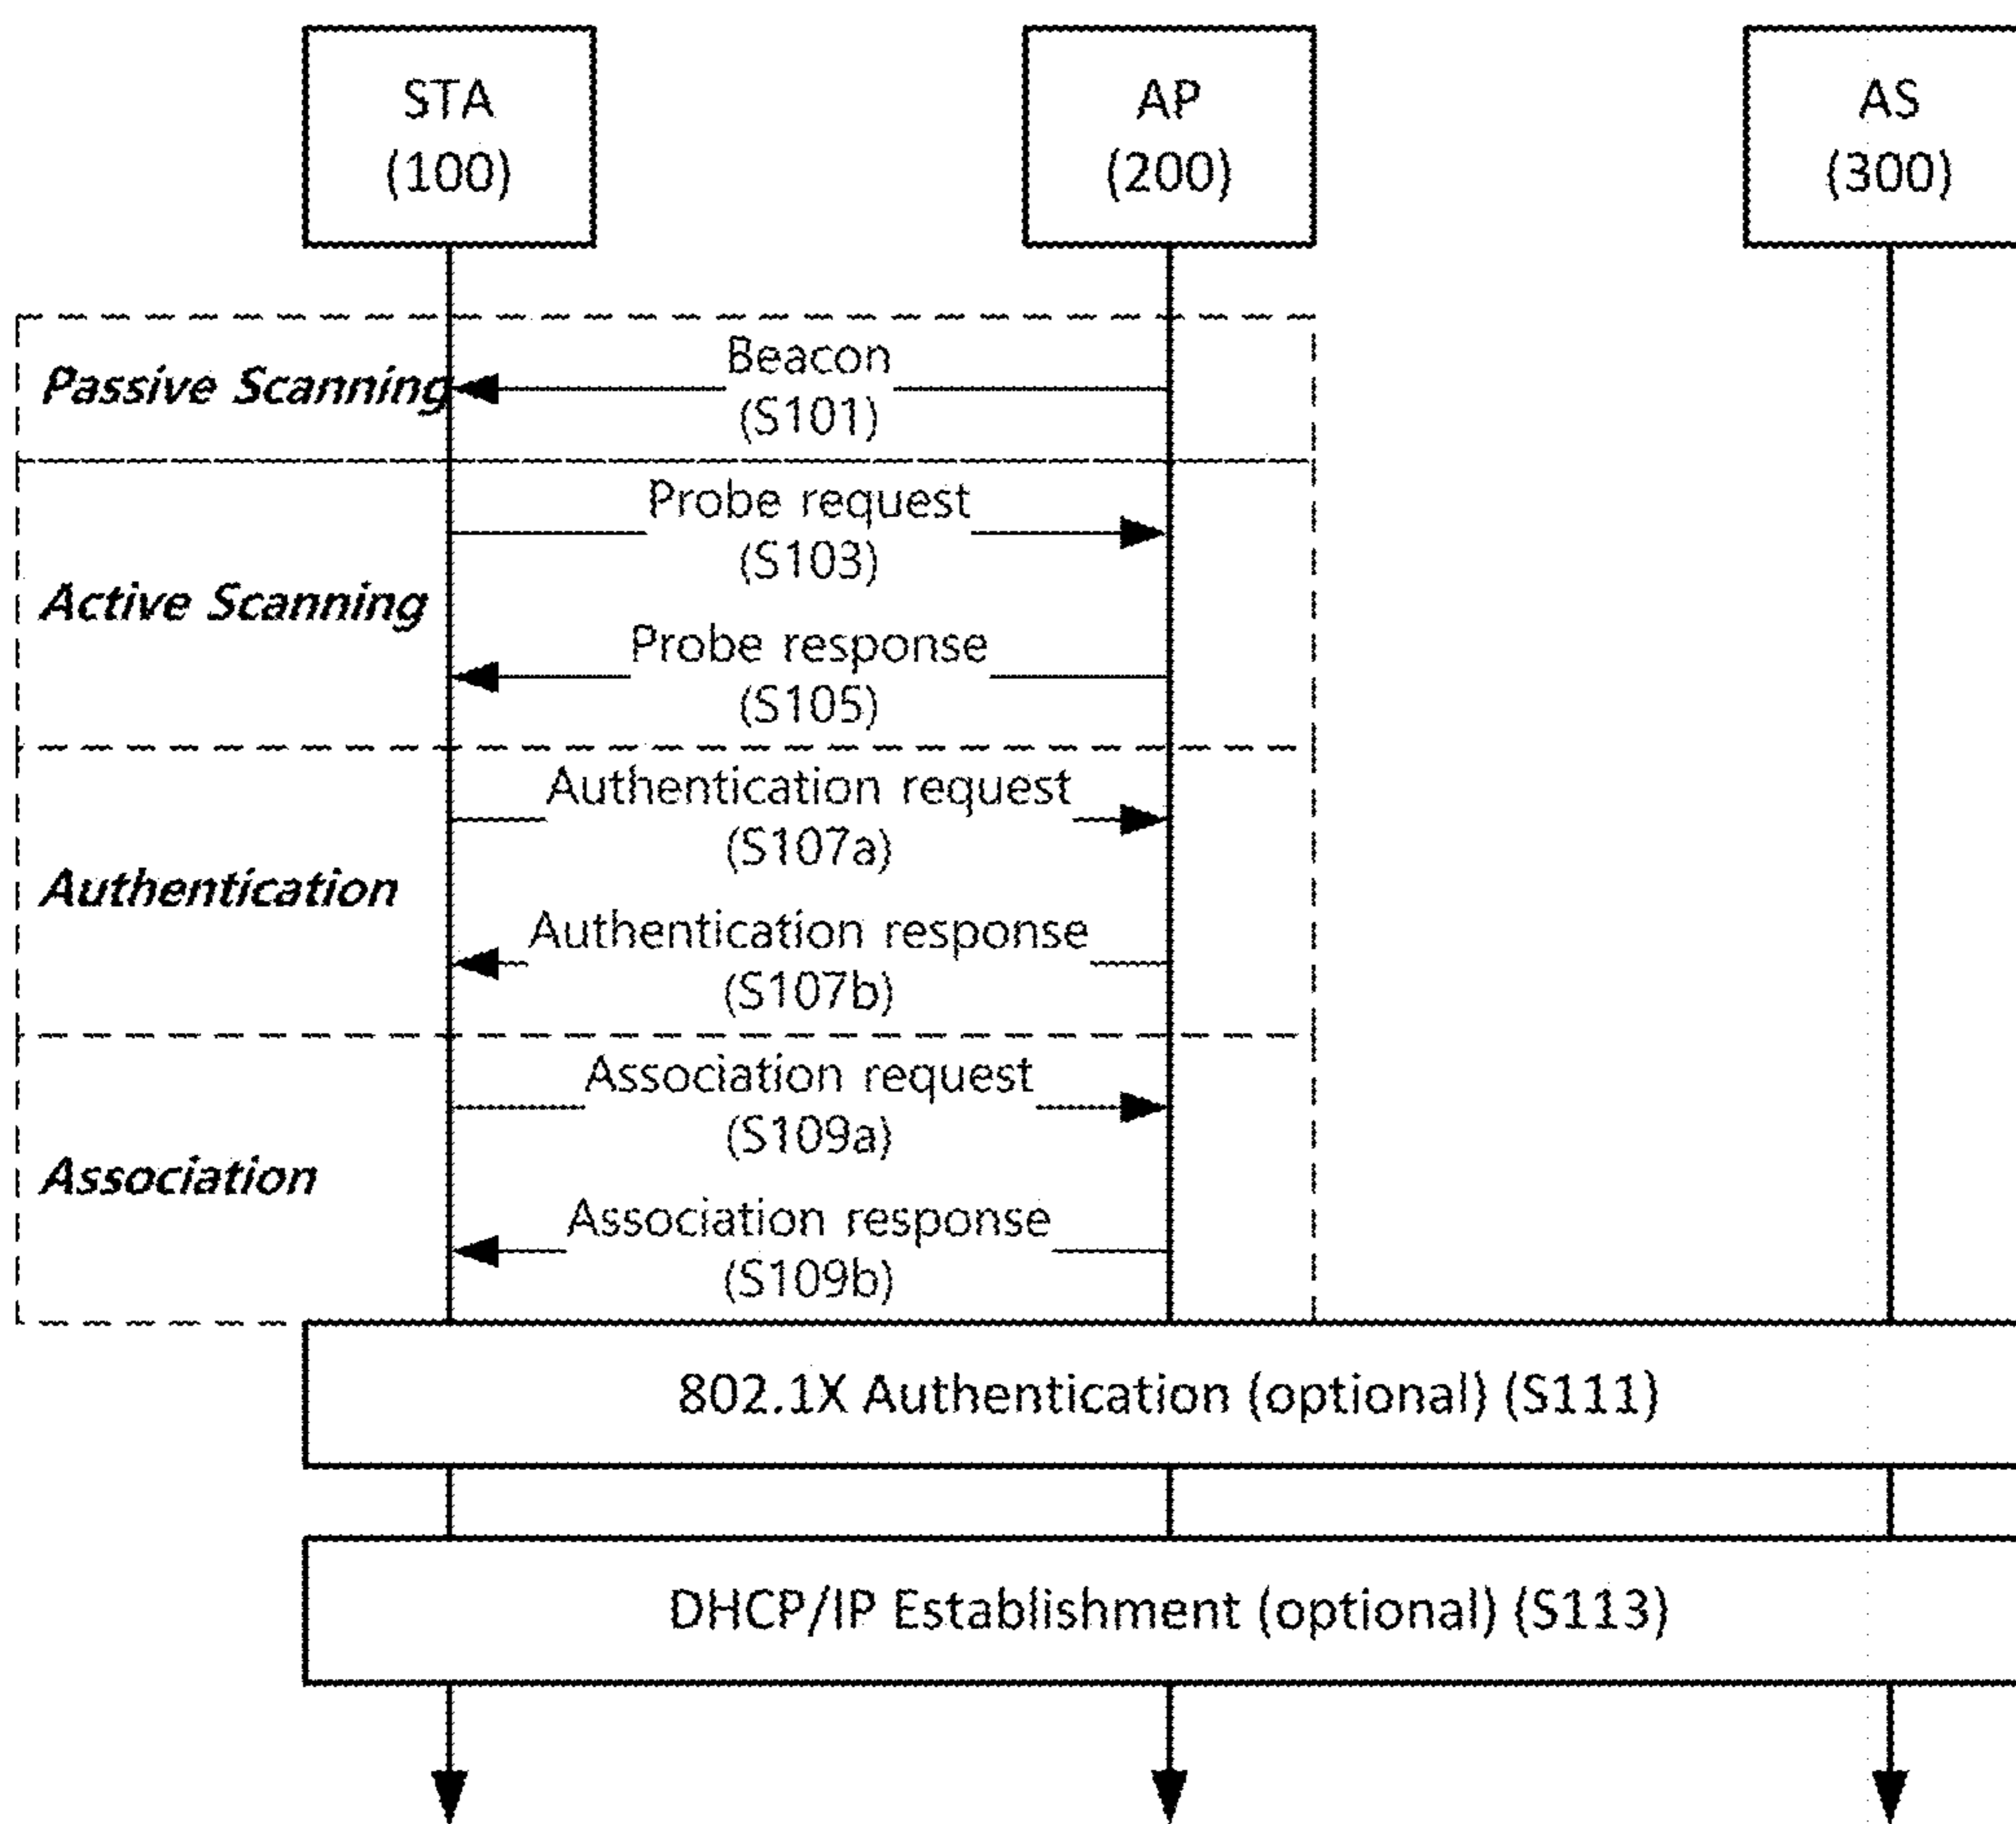 STA
(100)
AP
(200)
AS
(300)
Passive Scanning
Beacon
(S101)
Active Scanning
Probe request
(S103)
Probe response
(S105)
Authentication
Authentication request
(S107a)
Authentication response
(S107b)
Association
Association request
(S109a)
Association response
(S109b)
802.1X Authentication (optional) (S111)
DHCP/IP Establishment (optional) (S113)